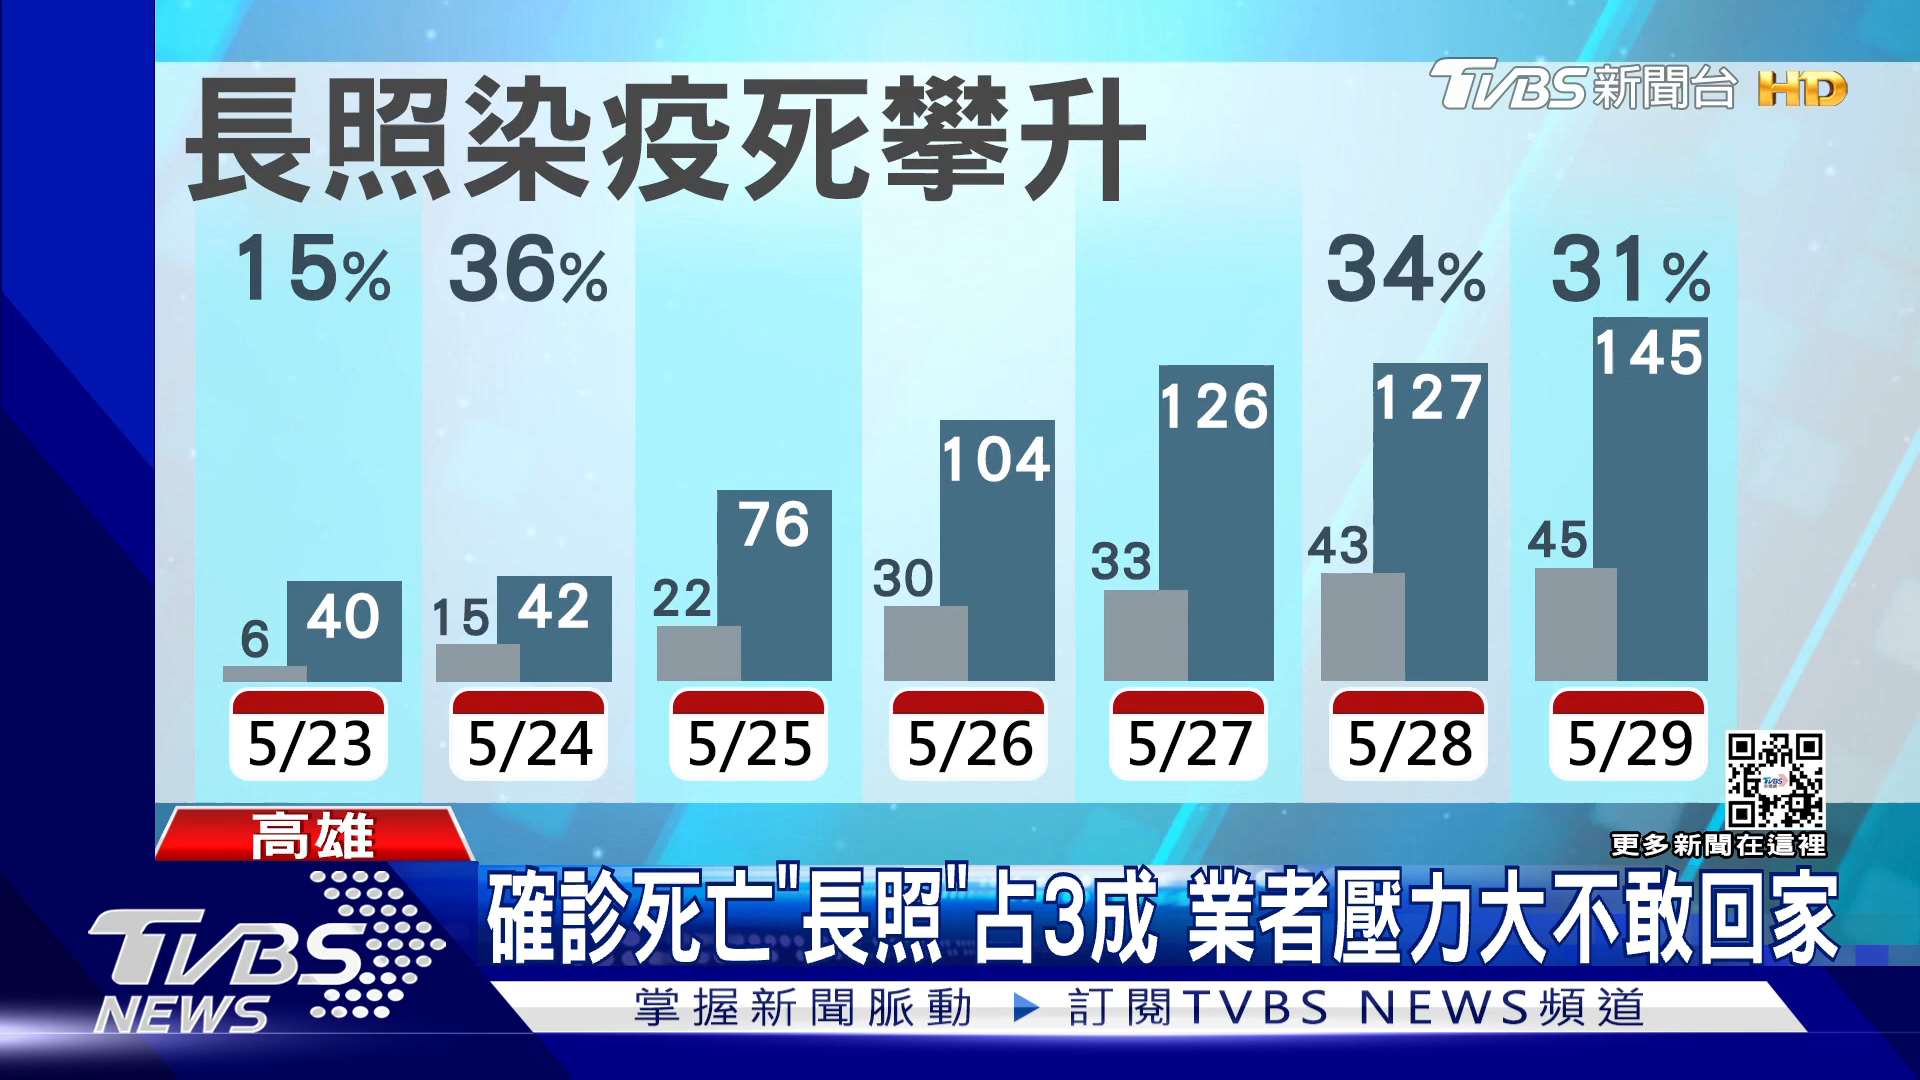 長照染疫死攀升
TVBS新聞台 HD
15% 36% 34% 31%
6 40 15 42 22 76 30 104 33 126 43 127 45 145
5/23 5/24 5/25 5/26 5/27 5/28 5/29
TVBS
更多新聞在這裡
高雄
確診死亡"長照"占3成 業者壓力大不敢回家
TVBS
NEWS
掌握新聞脈動 ▶ 訂閱TVBS NEWS頻道